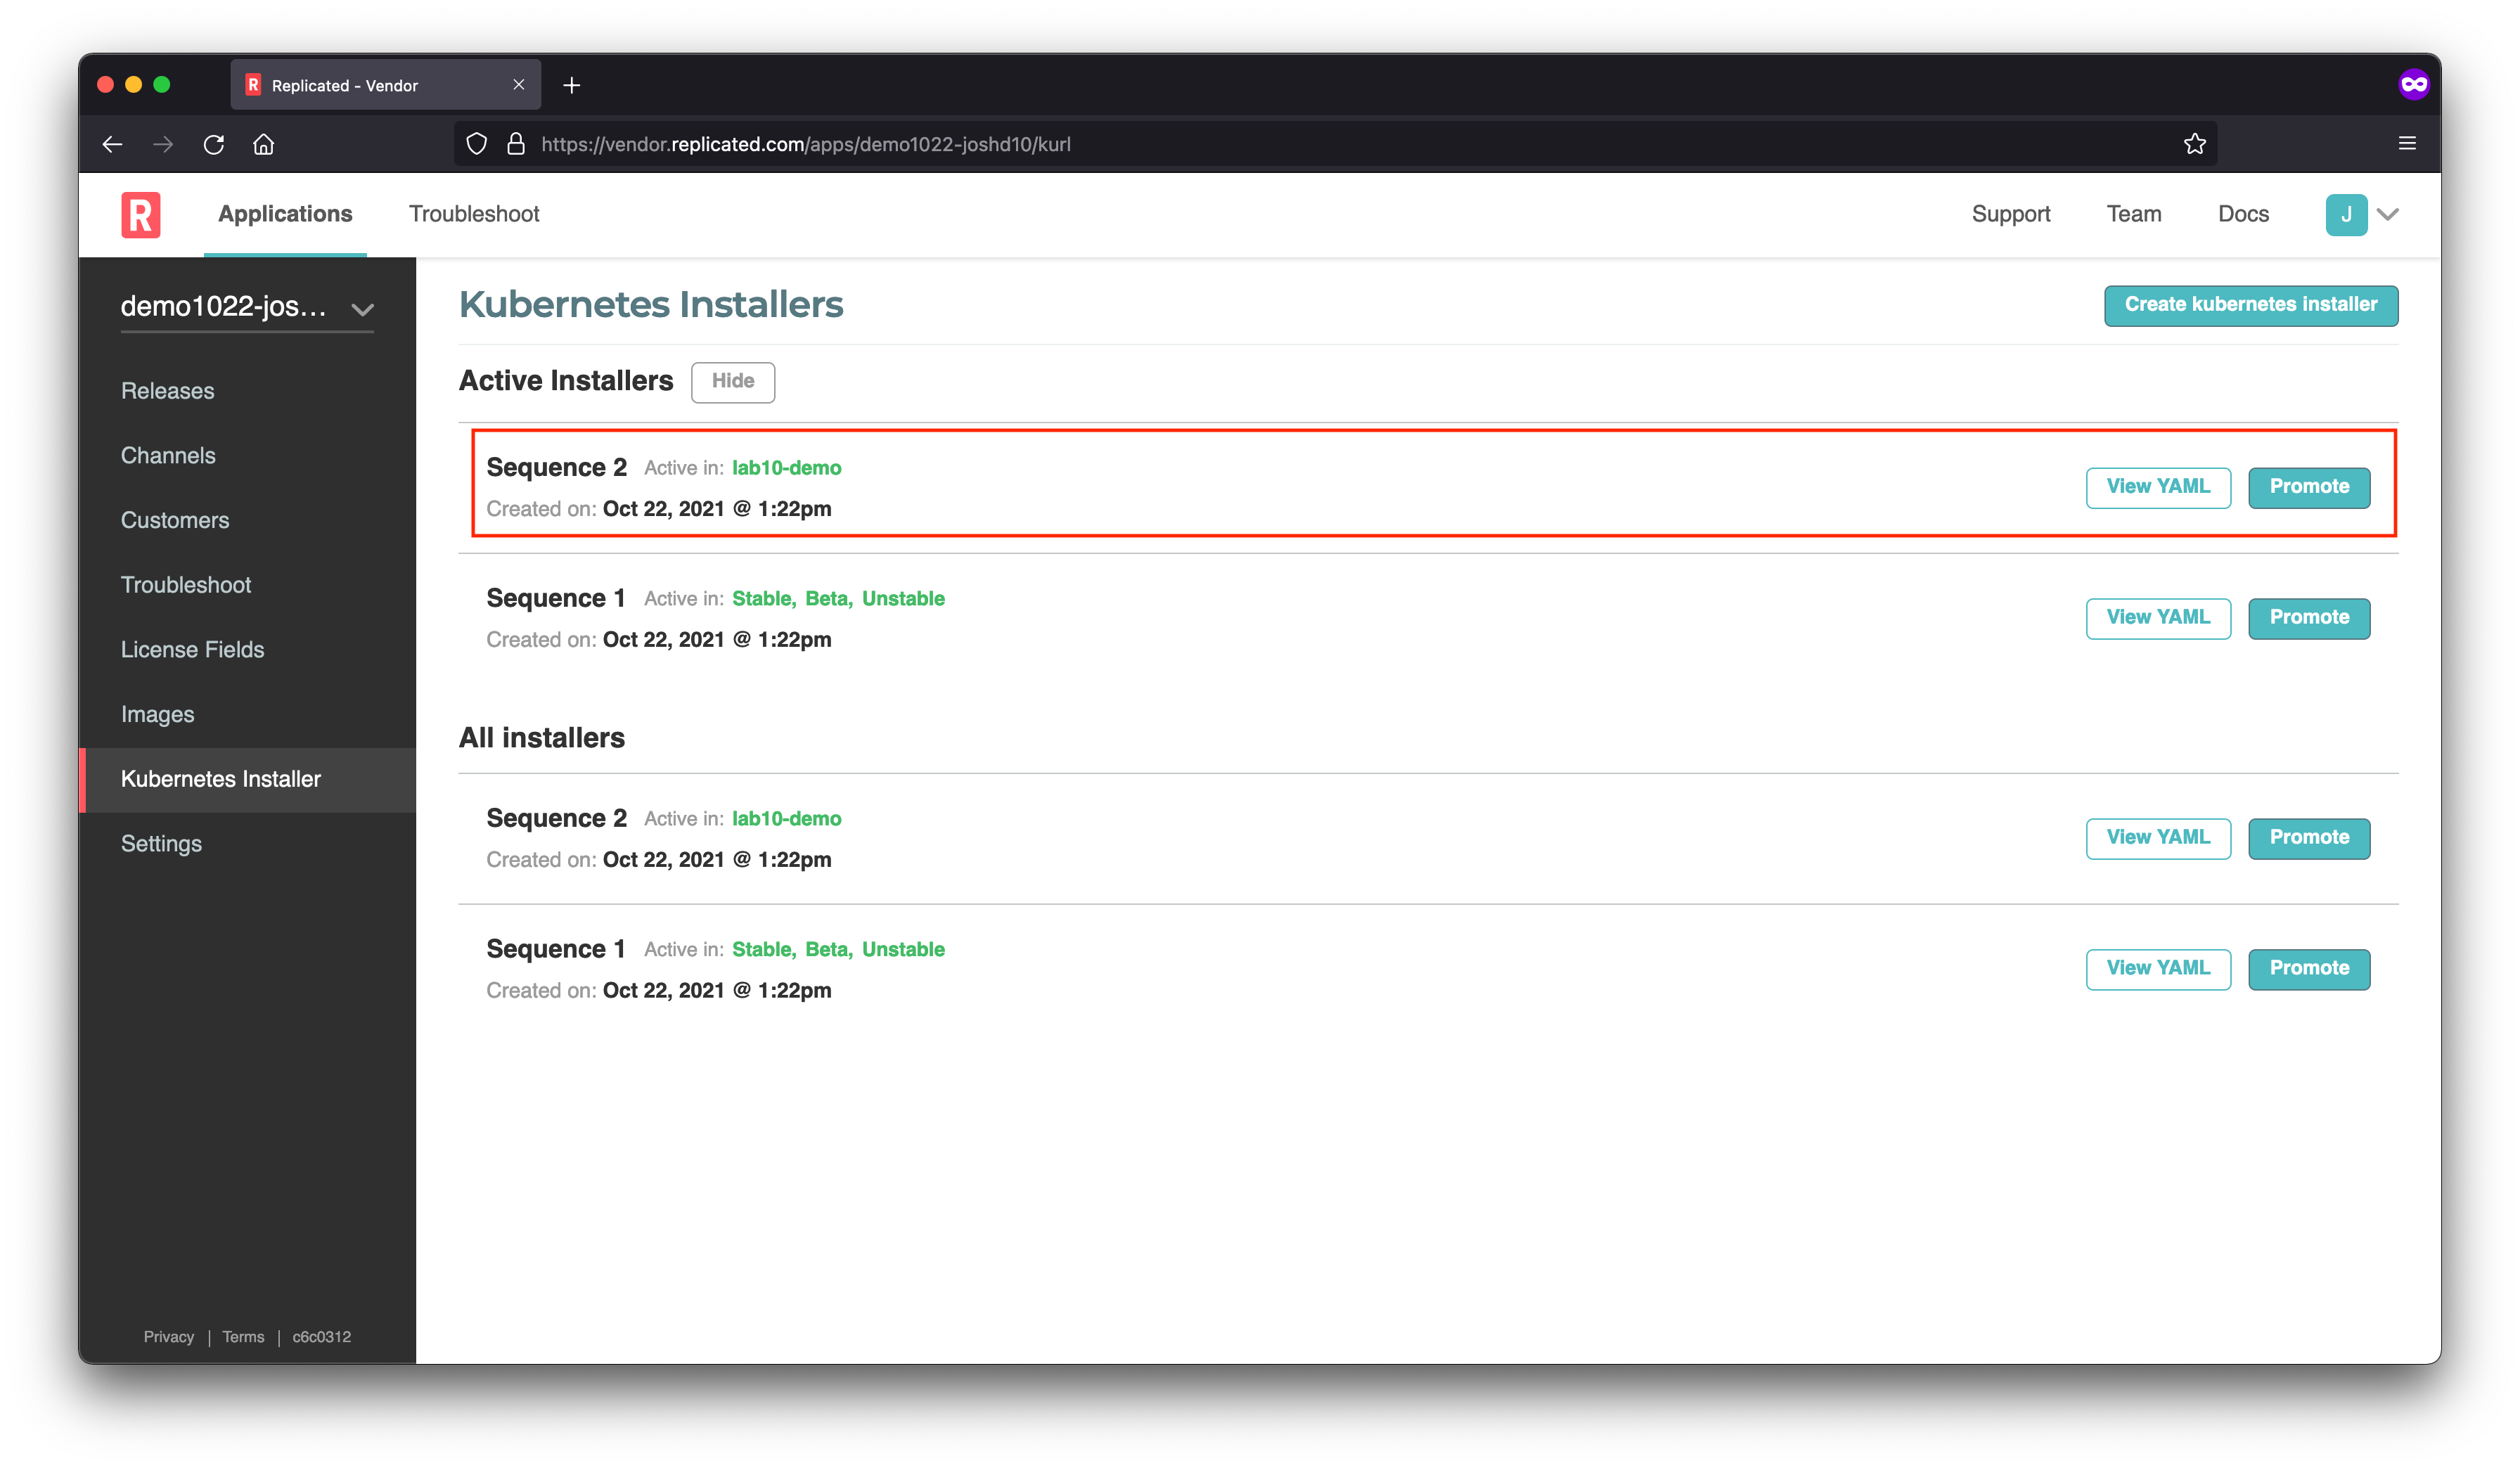 R Replicated - Vendor
https://vendor.replicated.com/apps/demo1022-joshd10/kurl
R Applications Troubleshoot Support Team Docs J
demo1022-jos...
Releases
Channels
Customers
Troubleshoot
License Fields
Images
Kubernetes Installer
Settings
Privacy | Terms | c6c0312
Kubernetes Installers Create kubernetes installer
Active Installers Hide
Sequence 2 Active in: lab10-demo
Created on: Oct 22, 2021 @ 1:22pm
View YAML Promote
Sequence 1 Active in: Stable, Beta, Unstable
Created on: Oct 22, 2021 @ 1:22pm
View YAML Promote
All installers
Sequence 2 Active in: lab10-demo
Created on: Oct 22, 2021 @ 1:22pm
View YAML Promote
Sequence 1 Active in: Stable, Beta, Unstable
Created on: Oct 22, 2021 @ 1:22pm
View YAML Promote